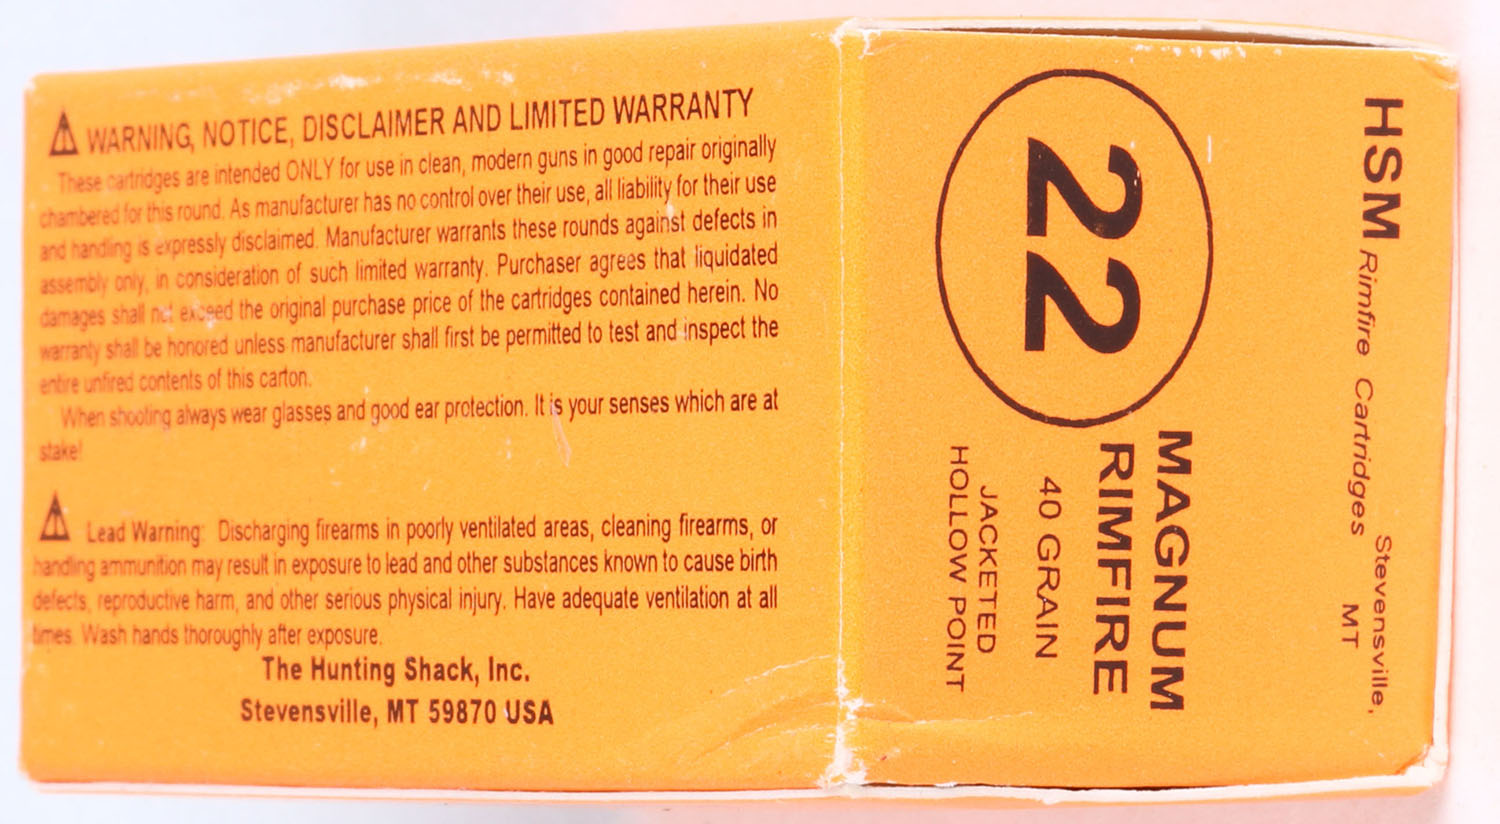 WARNING, NOTICE, DISCLAIMER AND LIMITED WARRANTY
These cartridges are intended ONLY for use in clean, modern guns in good repair originally
chambered for this round. As manufacturer has no control over their use, all liability for their use
and handling is expressly disclaimed. Manufacturer warrants these rounds against defects in
assembly only, in consideration of such limited warranty. Purchaser agrees that liquidated
damages shall not exceed the original purchase price of the cartridges contained herein. No
warranty shall be honored unless manufacturer shall first be permitted to test and inspect the
entire unfired contents of this carton.
When shooting always wear glasses and good ear protection. It is your senses which are at
stake!
Lead Warning: Discharging firearms in poorly ventilated areas, cleaning firearms, or
handling ammunition may result in exposure to lead and other substances known to cause birth
defects, reproductive harm, and other serious physical injury. Have adequate ventilation at all
times. Wash hands thoroughly after exposure.
The Hunting Shack, Inc.
Stevensville, MT 59870 USA
HSM Rimfire Cartridges
Stevensville,
MT
22
MAGNUM
RIMFIRE
40 GRAIN
JACKETED
HOLLOW POINT